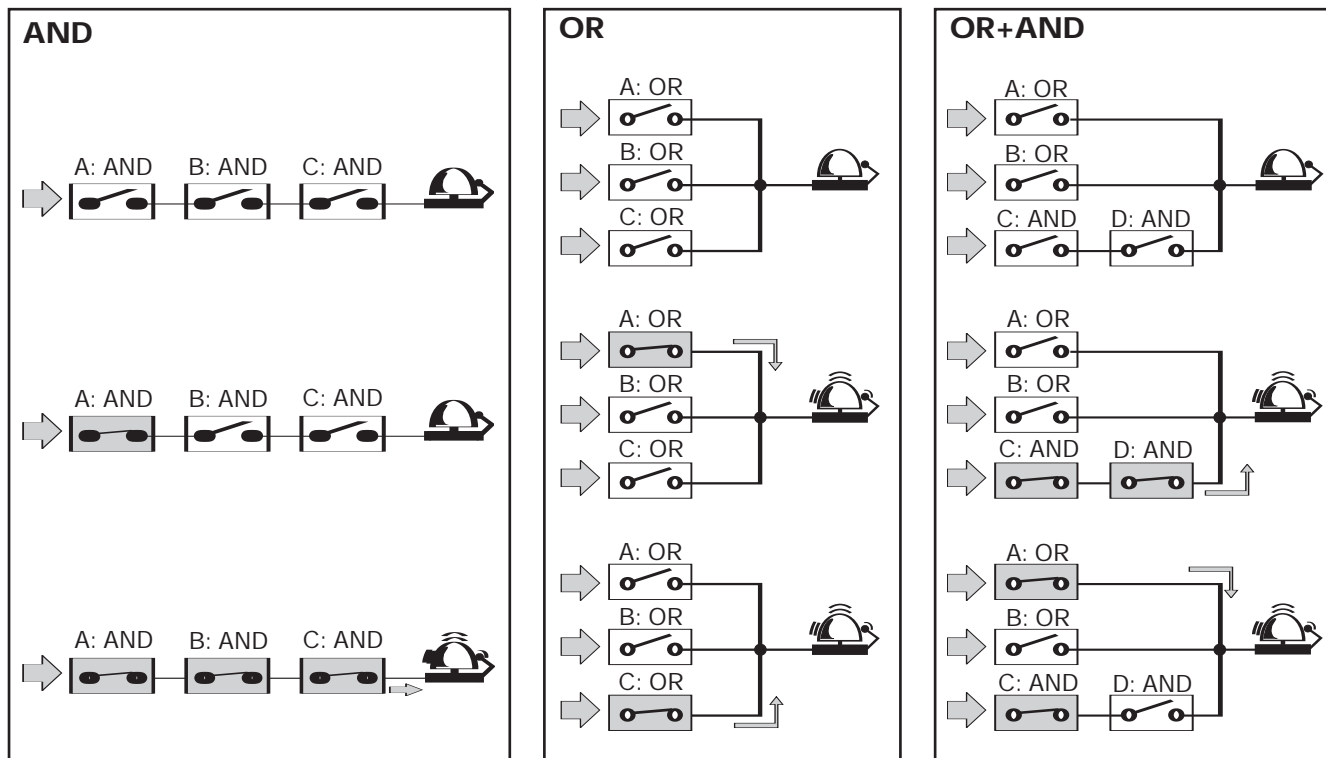 AND
A: AND B: AND C: AND
A: AND B: AND C: AND
A: AND B: AND C: AND
OR
A: OR
B: OR
C: OR
A: OR
B: OR
C: OR
A: OR
B: OR
C: OR
OR+AND
A: OR
B: OR
C: AND D: AND
A: OR
B: OR
C: AND D: AND
A: OR
B: OR
C: AND D: AND